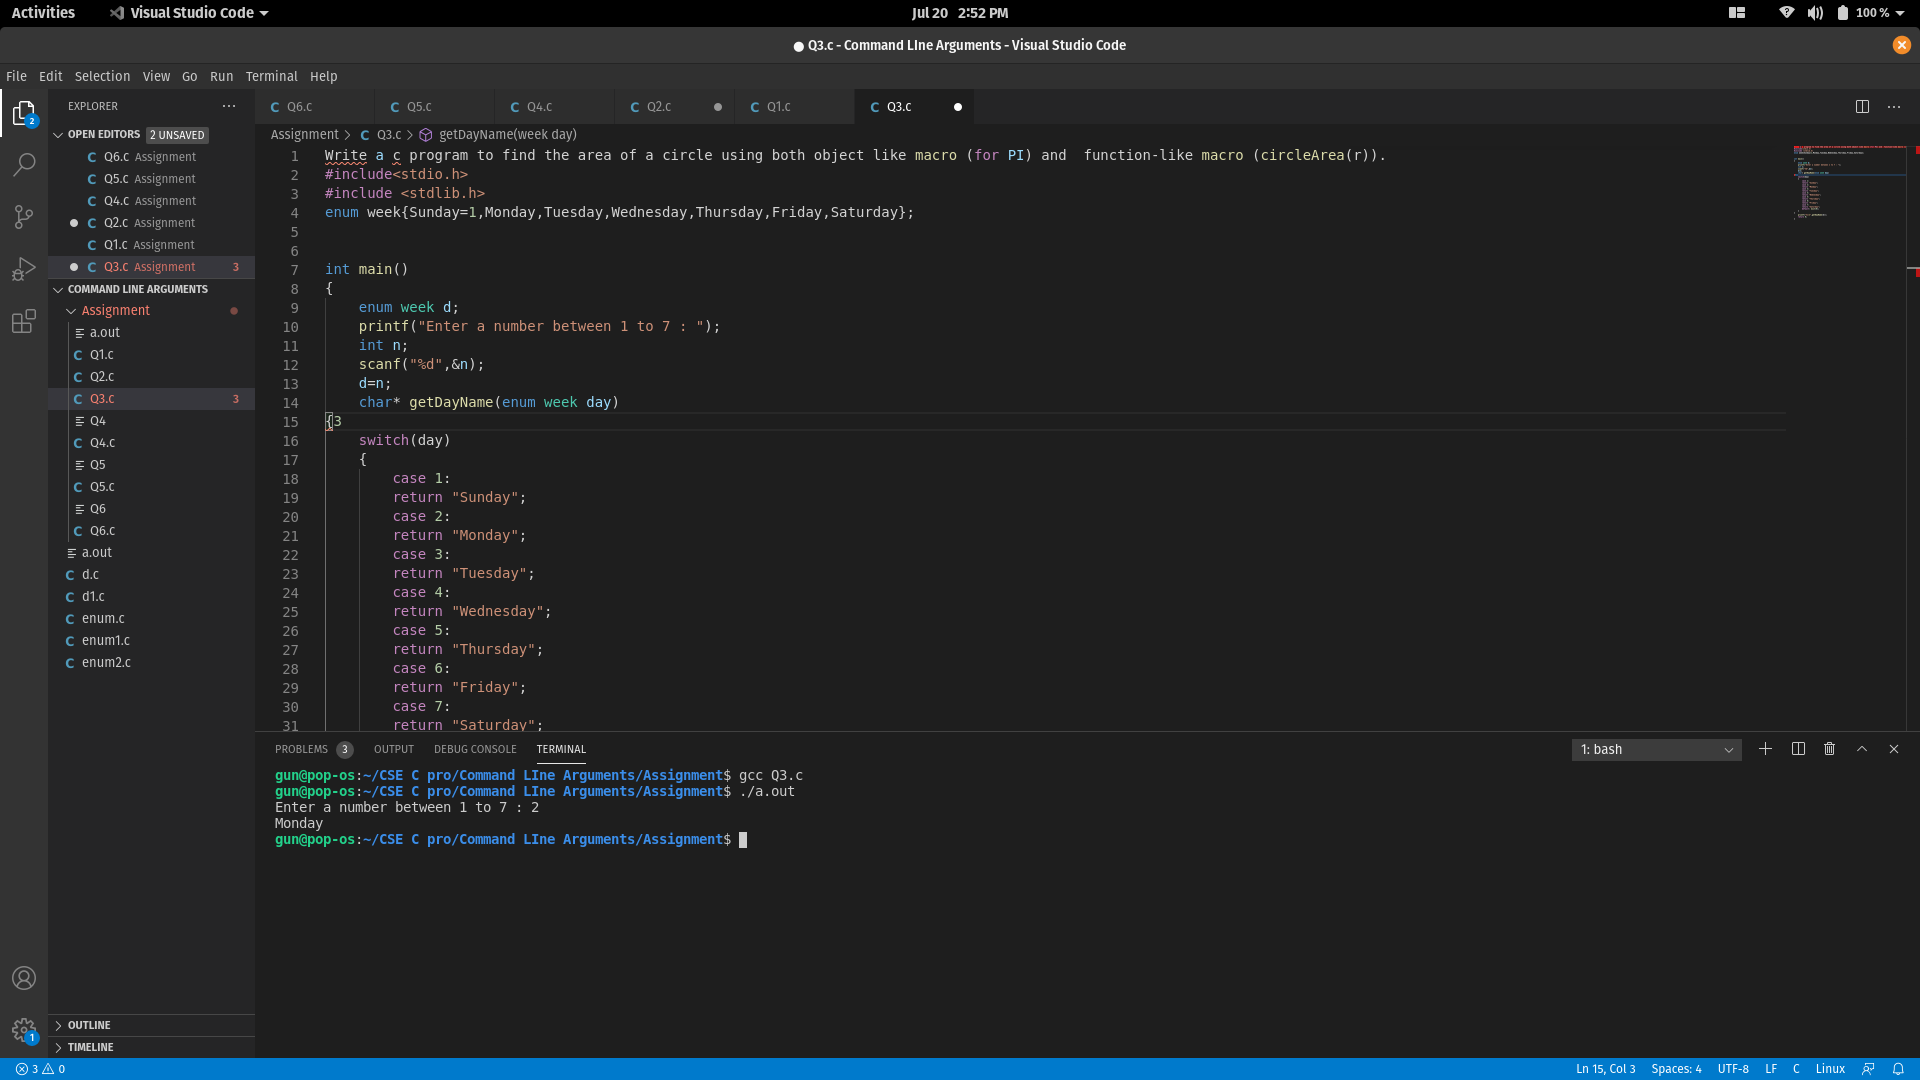 Activities Visual Studio Code Jul 20 2:52 PM 100 %
Q3.c - Command LIne Arguments - Visual Studio Code
File Edit Selection View Go Run Terminal Help
EXPLORER
Q6.c Q5.c Q4.c Q2.c Q1.c Q3.c
OPEN EDITORS 2 UNSAVED
Q6.c Assignment
Q5.c Assignment
Q4.c Assignment
Q2.c Assignment
Q1.c Assignment
Q3.c Assignment 3
COMMAND LINE ARGUMENTS
Assignment
a.out
Q1.c
Q2.c
Q3.c 3
Q4
Q4.c
Q5
Q5.c
Q6
Q6.c
a.out
d.c
d1.c
enum.c
enum1.c
enum2.c
OUTLINE
TIMELINE
Assignment > Q3.c > getDayName(week day)
1 Write a c program to find the area of a circle using both object like macro (for PI) and  function-like macro (circleArea(r)).
2 #include<stdio.h>
3 #include <stdlib.h>
4 enum week{Sunday=1,Monday,Tuesday,Wednesday,Thursday,Friday,Saturday};
5
6
7 int main()
8 {
9     enum week d;
10     printf("Enter a number between 1 to 7 : ");
11     int n;
12     scanf("%d",&n);
13     d=n;
14     char* getDayName(enum week day)
15 {3
16     switch(day)
17     {
18         case 1:
19         return "Sunday";
20         case 2:
21         return "Monday";
22         case 3:
23         return "Tuesday";
24         case 4:
25         return "Wednesday";
26         case 5:
27         return "Thursday";
28         case 6:
29         return "Friday";
30         case 7:
31         return "Saturday";
PROBLEMS 3 OUTPUT DEBUG CONSOLE TERMINAL 1: bash
gun@pop-os:~/CSE C pro/Command LIne Arguments/Assignment$ gcc Q3.c
gun@pop-os:~/CSE C pro/Command LIne Arguments/Assignment$ ./a.out
Enter a number between 1 to 7 : 2
Monday
gun@pop-os:~/CSE C pro/Command LIne Arguments/Assignment$
2
1
3 0 Ln 15, Col 3 Spaces: 4 UTF-8 LF C Linux